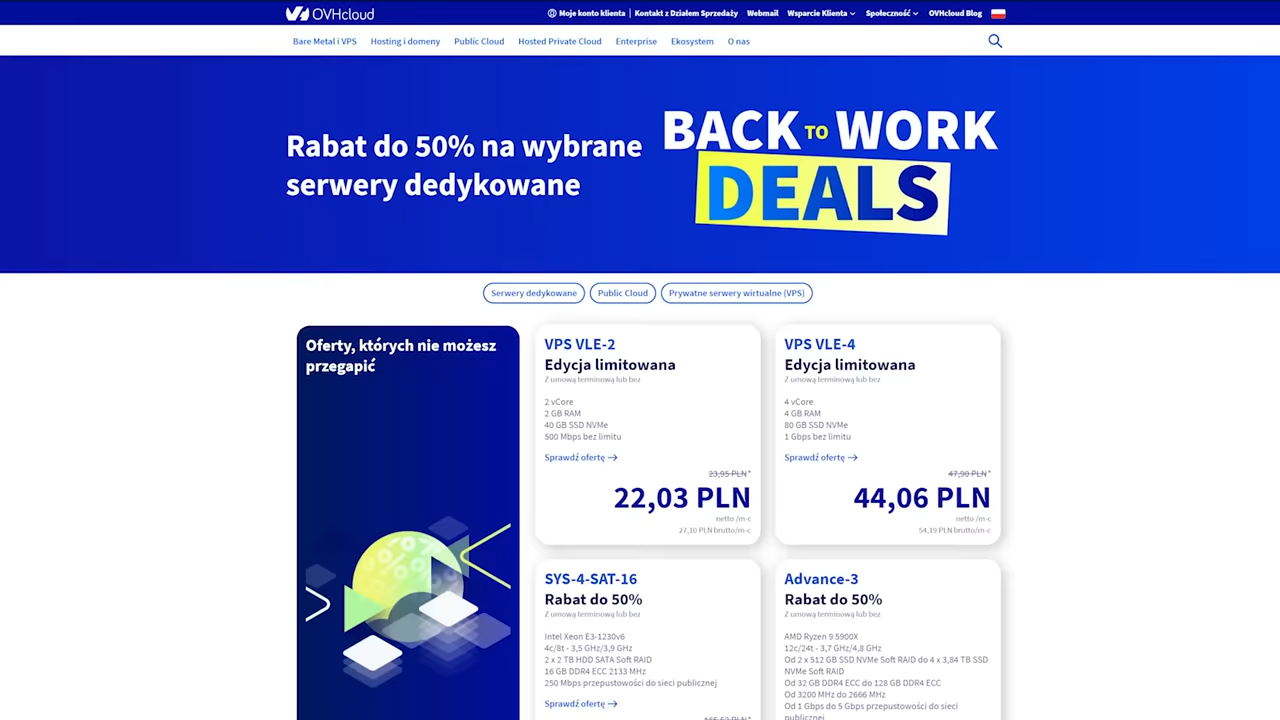 OVHcloud
Moje konto klienta | Kontakt z Działem Sprzedaży Webmail Wsparcie Klienta Społeczność OVHcloud Blog
Bare Metal i VPS Hosting i domeny Public Cloud Hosted Private Cloud Enterprise Ekosystem O nas
Rabat do 50% na wybrane
serwery dedykowane
BACK TO WORK
DEALS
Serwery dedykowane Public Cloud Prywatne serwery wirtualne (VPS)
Oferty, których nie możesz
przegapić
VPS VLE-2
Edycja limitowana
Z umową terminową lub bez
2 vCore
2 GB RAM
40 GB SSD NVMe
500 Mbps bez limitu
Sprawdź ofertę →
23,95 PLN*
22,03 PLN
netto /m-c
27,10 PLN brutto/m-c
VPS VLE-4
Edycja limitowana
Z umową terminową lub bez
4 vCore
4 GB RAM
80 GB SSD NVMe
1 Gbps bez limitu
Sprawdź ofertę →
47,90 PLN*
44,06 PLN
netto /m-c
54,19 PLN brutto/m-c
SYS-4-SAT-16
Rabat do 50%
Z umową terminową lub bez
Intel Xeon E3-1230v6
4c/8t - 3,5 GHz/3,9 GHz
2 x 2 TB HDD SATA Soft RAID
16 GB DDR4 ECC 2133 MHz
250 Mbps przepustowości do sieci publicznej
Sprawdź ofertę →
Advance-3
Rabat do 50%
Z umową terminową lub bez
AMD Ryzen 9 5900X
12c/24t - 3,7 GHz/4,8 GHz
Od 2 x 512 GB SSD NVMe Soft RAID do 4 x 3,84 TB SSD
NVMe Soft RAID
Od 32 GB DDR4 ECC do 128 GB DDR4 ECC
Od 3200 MHz do 2666 MHz
Od 1 Gbps do 5 Gbps przepustowości do sieci
publicznej